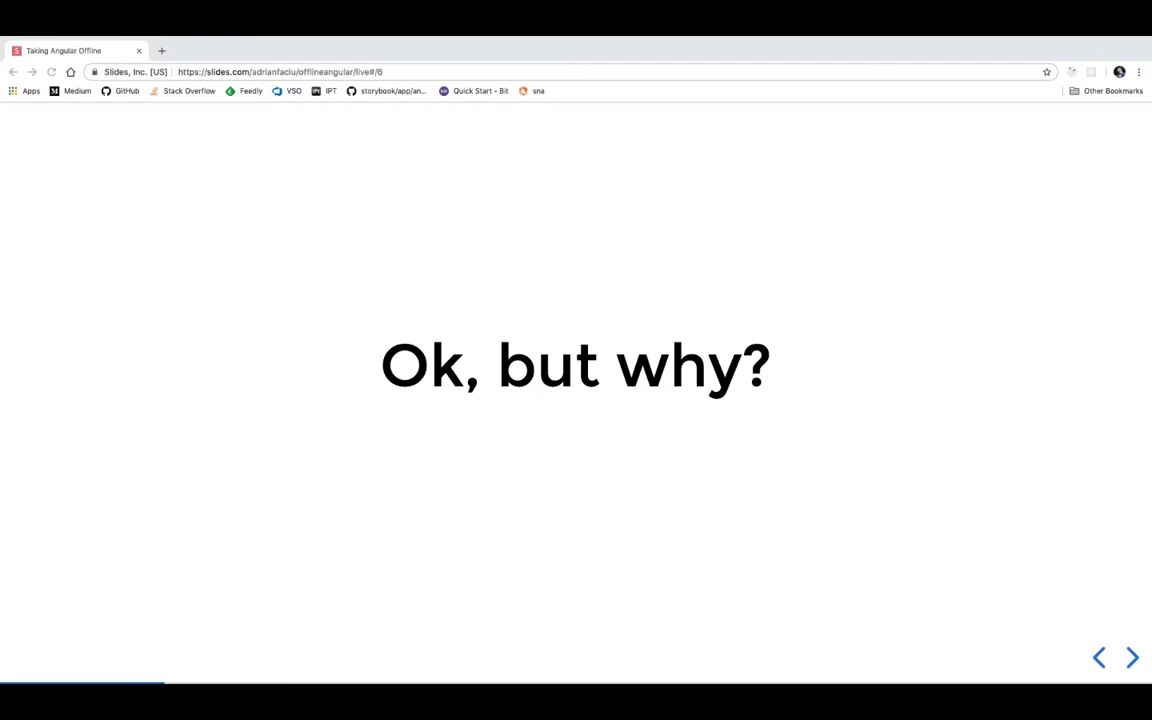 Taking Angular Offline
Slides, Inc. [US] https://slides.com/adrianfaciu/offlineangular/live#/6
Apps Medium GitHub Stack Overflow Feedly VSO IPT storybook/app/an... Quick Start - Bit sna Other Bookmarks
Ok, but why?